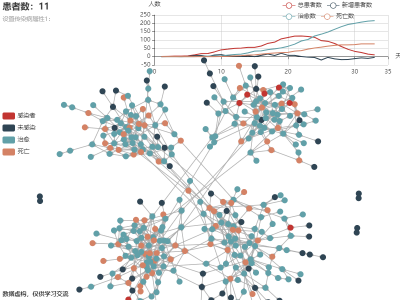 患者数: 11
设置传染病属性1:
人数
总患者数 新增患者数
治愈数 死亡数
250
200
150
100
50
0
-50
0 10 20 30 35
天
感染者
未感染
治愈
死亡
数据虚构，仅供学习交流